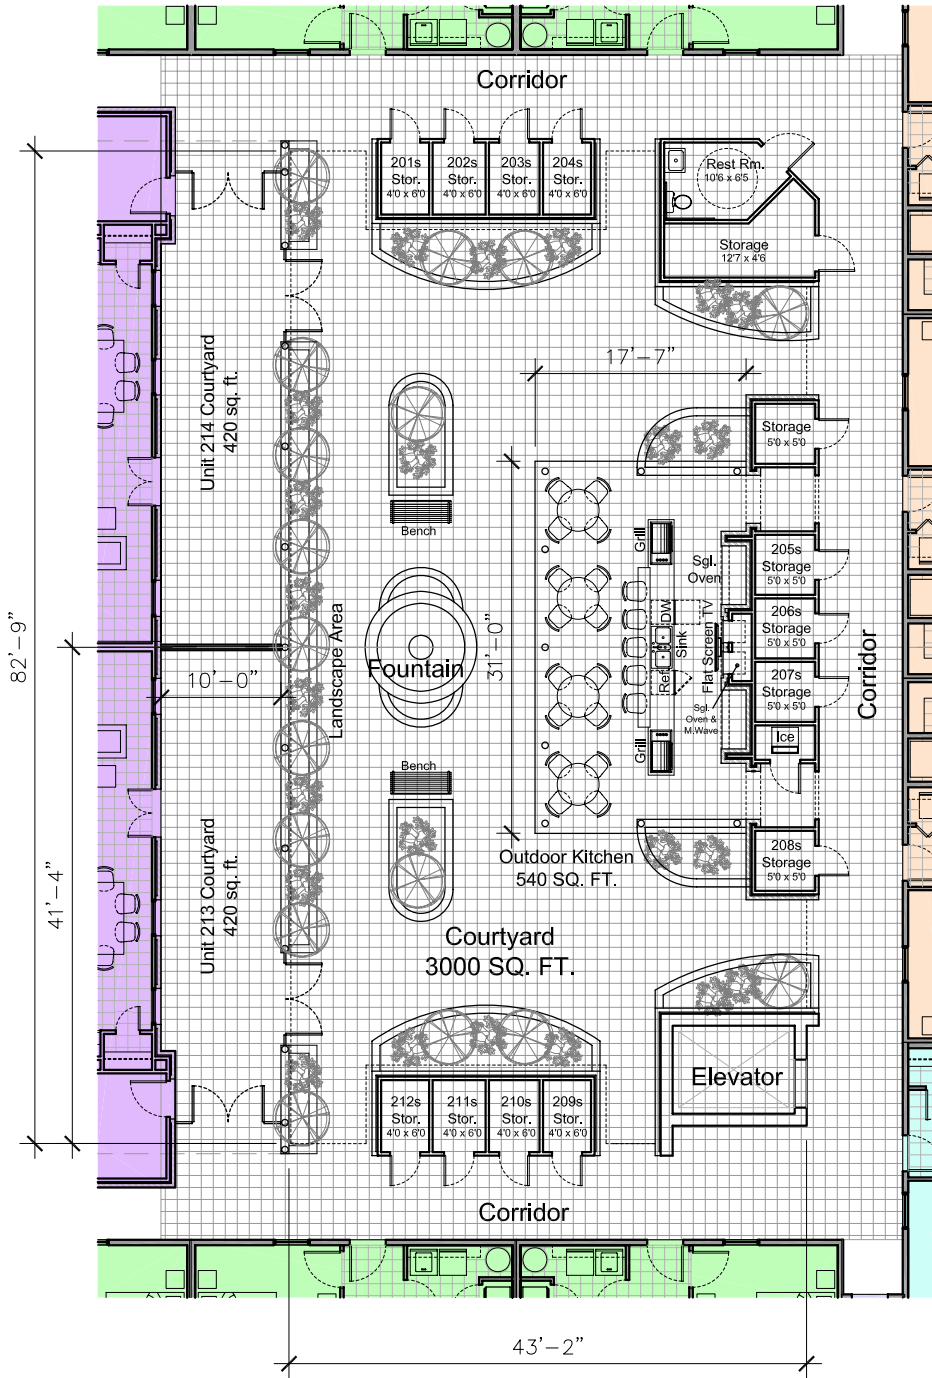 Corridor
201s
Stor.
4'0 x 6'0
202s
Stor.
4'0 x 6'0
203s
Stor.
4'0 x 6'0
204s
Stor.
4'0 x 6'0
Rest Rm.
10'6 x 6'5
Storage
12'7 x 4'6
17'-7"
Storage
5'0 x 5'0
Unit 214 Courtyard
420 sq. ft.
Bench
Grill
Sgl.
Oven
205s
Storage
5'0 x 5'0
206s
Storage
5'0 x 5'0
207s
Storage
5'0 x 5'0
DW
Sink
Ref.
Flat Screen TV
Sgl.
Oven &
M.Wave
Ice
Grill
Corridor
82'-9"
31'-0"
Fountain
Landscape Area
10'-0"
Bench
Outdoor Kitchen
540 SQ. FT.
208s
Storage
5'0 x 5'0
Unit 213 Courtyard
420 sq. ft.
41'-4"
Courtyard
3000 SQ. FT.
Elevator
212s
Stor.
4'0 x 6'0
211s
Stor.
4'0 x 6'0
210s
Stor.
4'0 x 6'0
209s
Stor.
4'0 x 6'0
Corridor
43'-2"